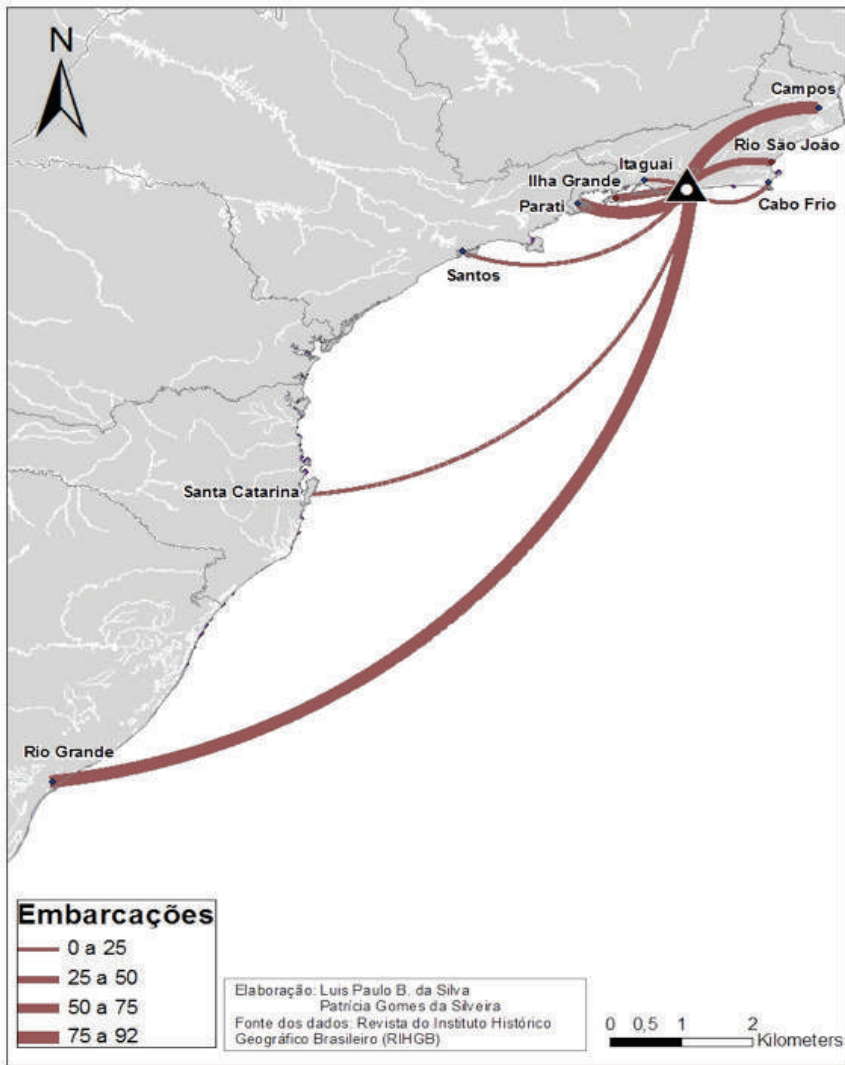 N
Campos
Rio São João
Itaguai
Ilha Grande
Parati
Cabo Frio
Santos
Santa Catarina
Rio Grande
Embarcações
0 a 25
25 a 50
50 a 75
75 a 92
Elaboração: Luis Paulo B. da Silva
Patrícia Gomes da Silveira
Fonte dos dados: Revista do Instituto Histórico
Geográfico Brasileiro (RIHGB)
0 0,5 1 2
Kilometers